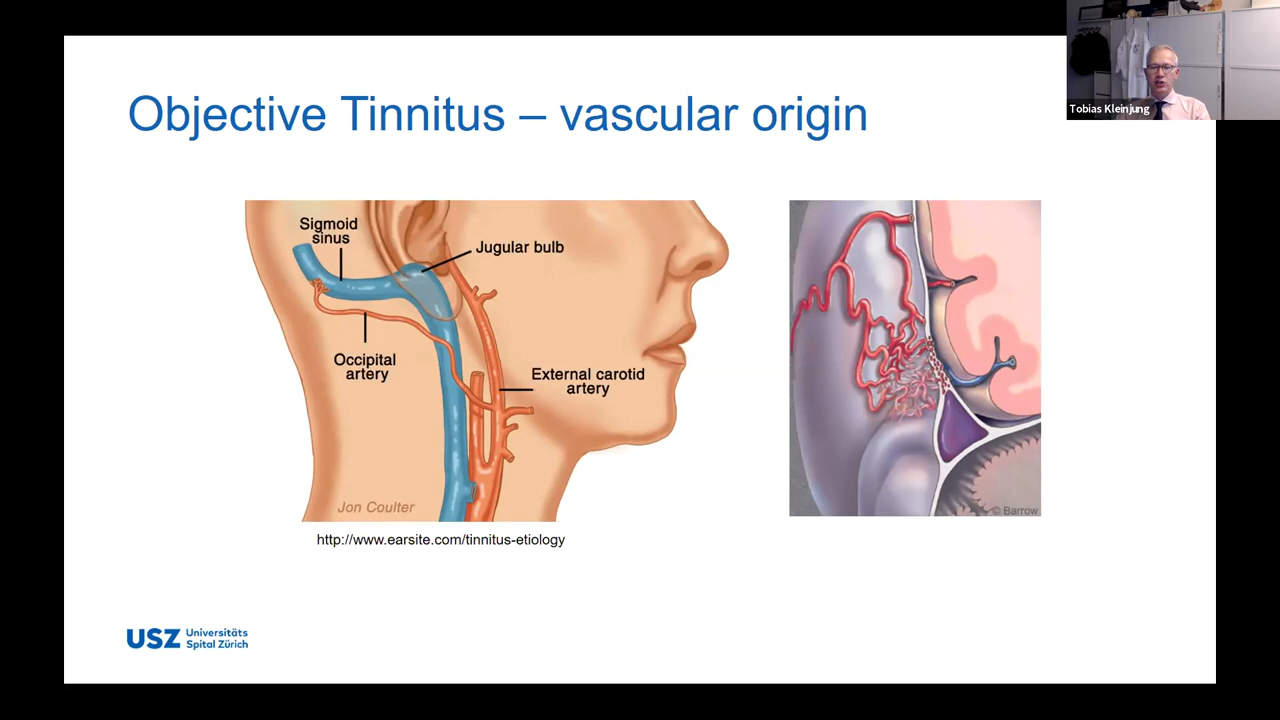 Objective Tinnitus – vascular origin
Tobias Kleinjung
Sigmoid
sinus
Jugular bulb
Occipital
artery
External carotid
artery
Jon Coulter
© Barrow
http://www.earsite.com/tinnitus-etiology
USZ Universitäts
Spital Zürich